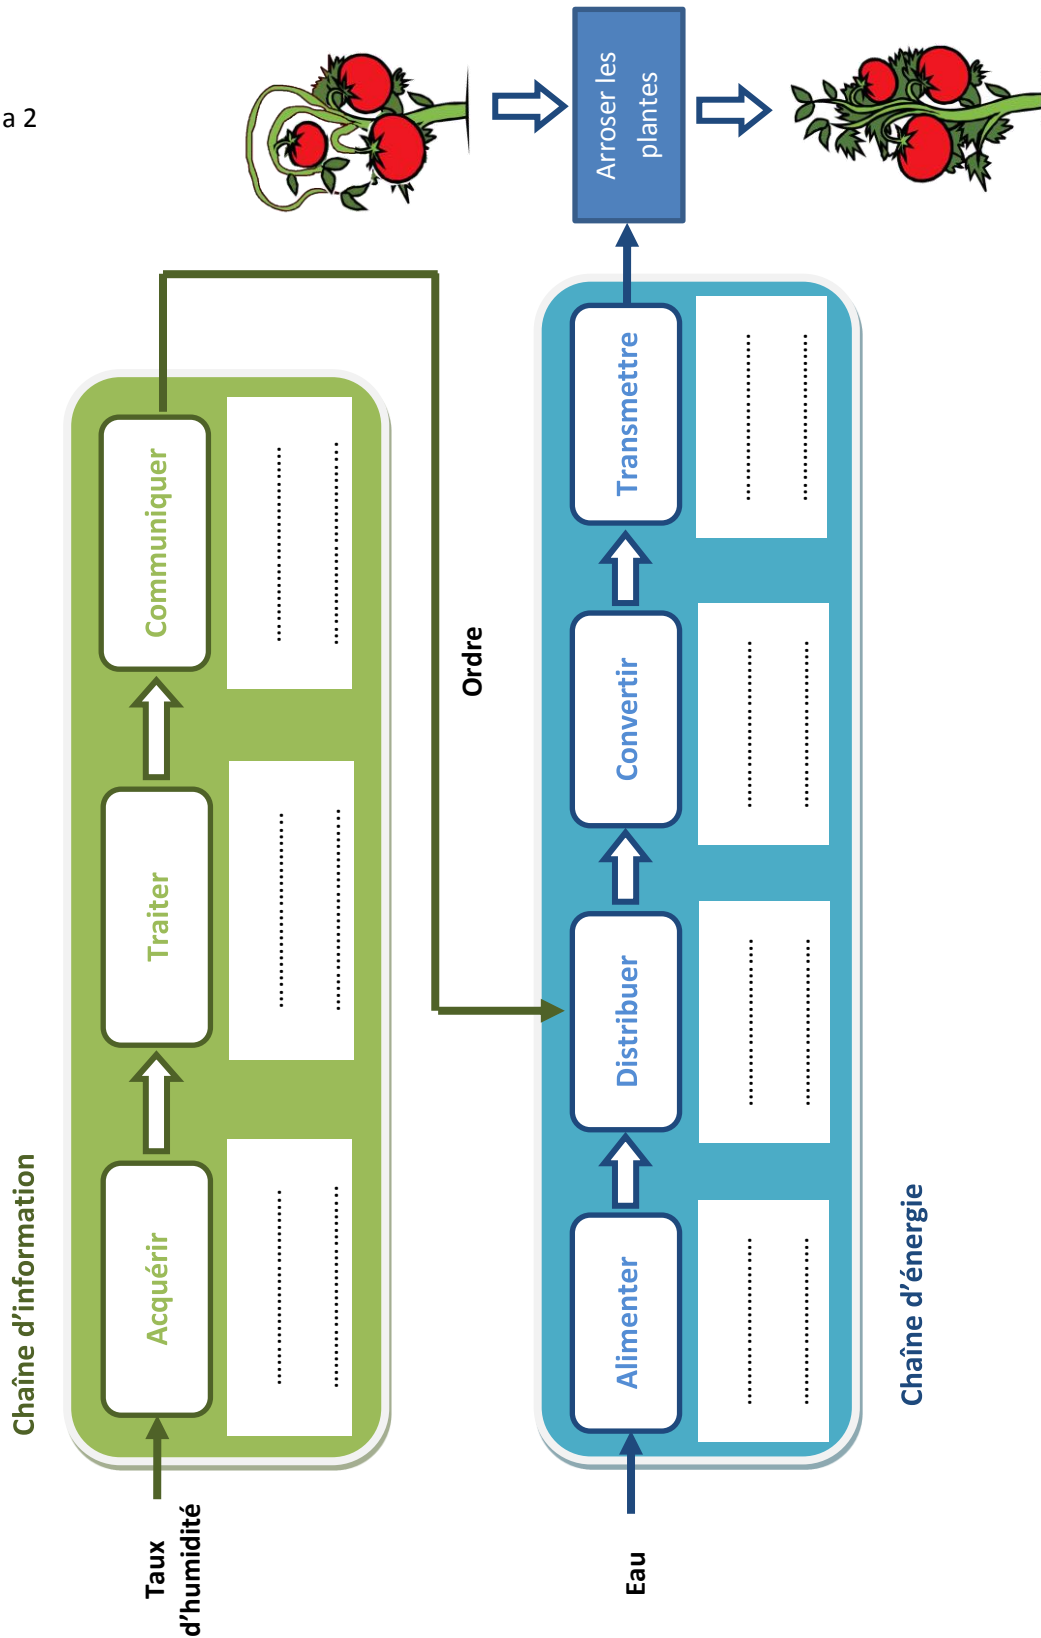 a 2
Chaîne d’information
Taux
d’humidité
Acquérir
Traiter
Communiquer
Ordre
Eau
Alimenter
Distribuer
Convertir
Transmettre
Arroser les
plantes
Chaîne d’énergie